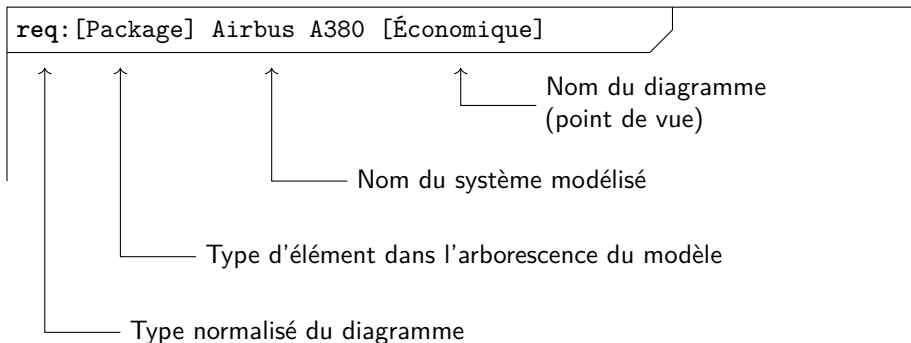 req:[Package] Airbus A380 [Économique]
Nom du diagramme
(point de vue)
Nom du système modélisé
Type d'élément dans l'arborescence du modèle
Type normalisé du diagramme